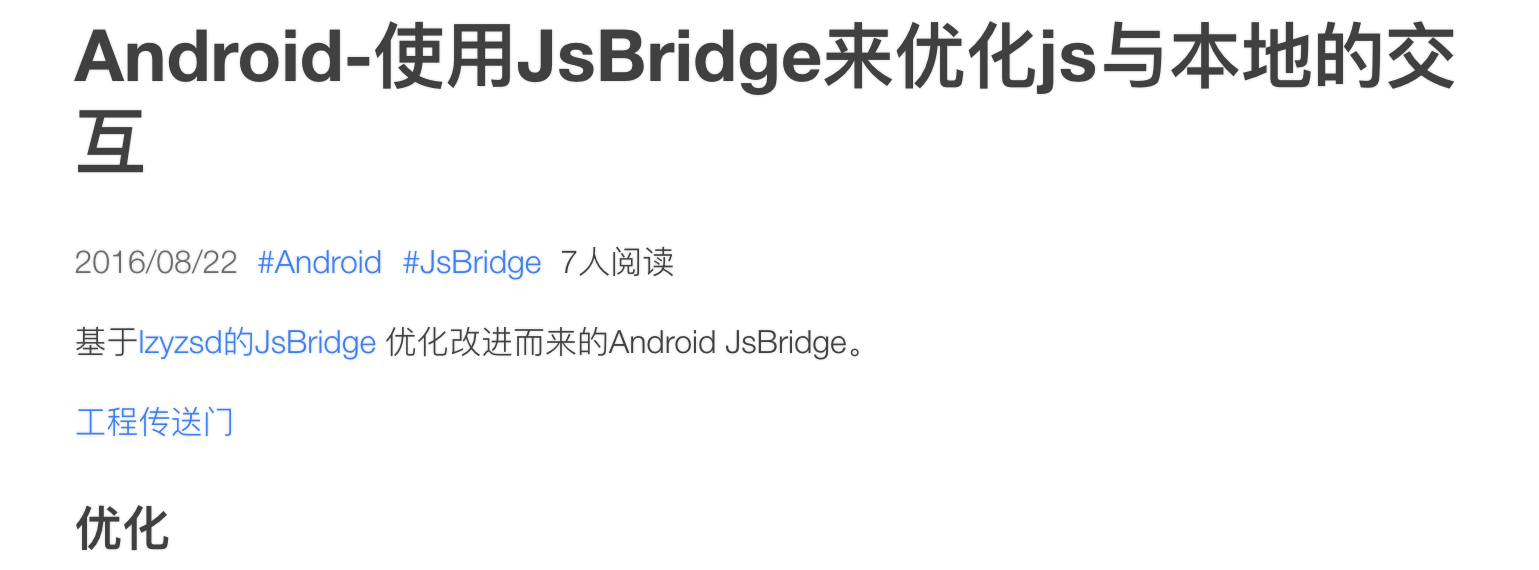 Android-使用JsBridge来优化js与本地的交
互
2016/08/22 #Android #JsBridge 7人阅读
基于lzyzsd的JsBridge 优化改进而来的Android JsBridge。
工程传送门
优化